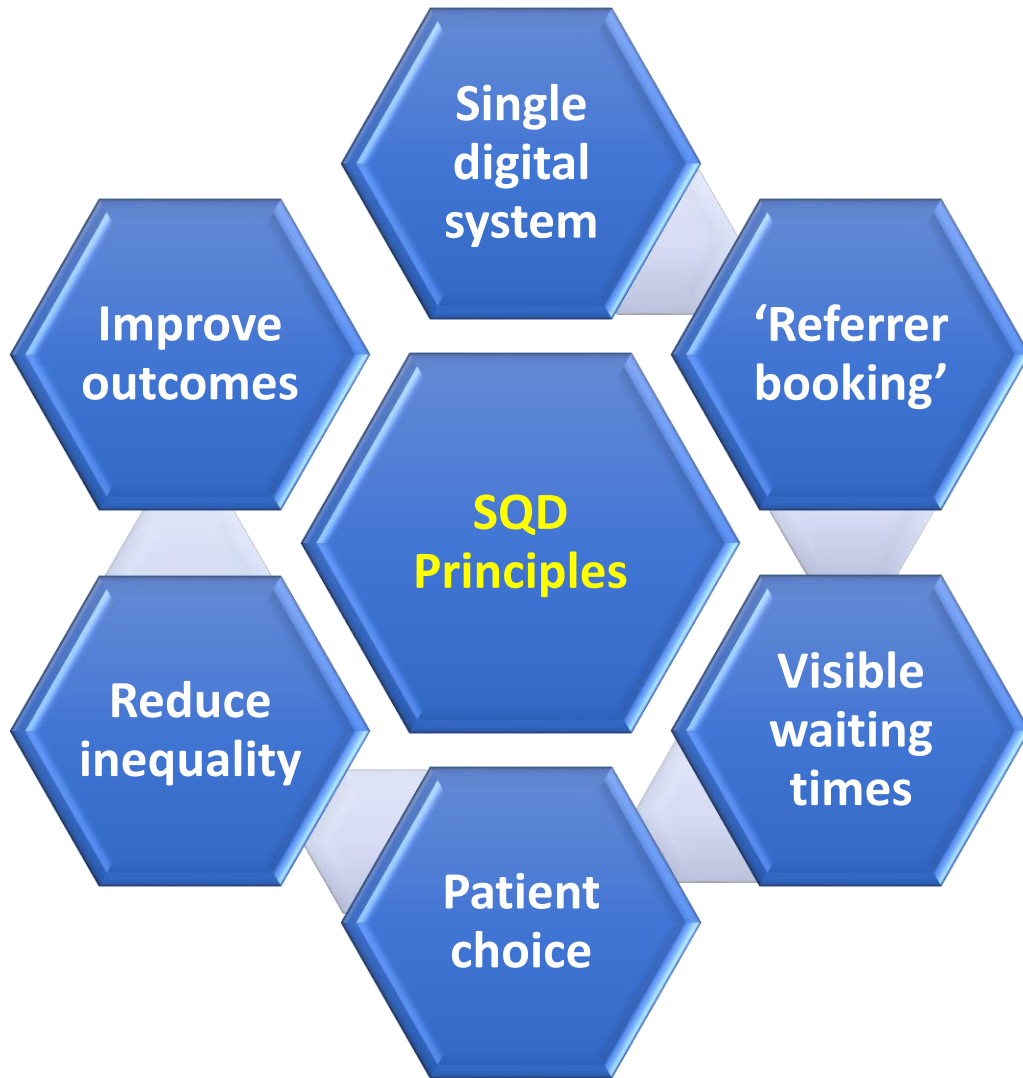 Single
digital
system
‘Referrer
booking’
Visible
waiting
times
Patient
choice
Reduce
inequality
Improve
outcomes
SQD
Principles